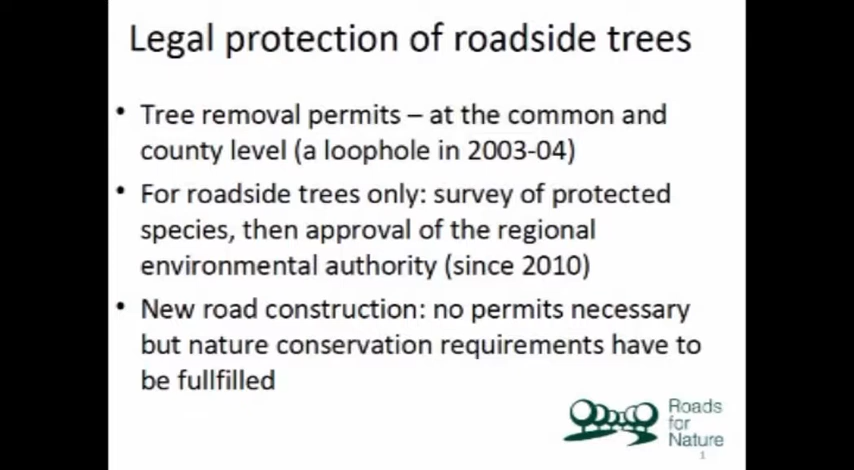 Legal protection of roadside trees
• Tree removal permits – at the common and
county level (a loophole in 2003-04)
• For roadside trees only: survey of protected
species, then approval of the regional
environmental authority (since 2010)
• New road construction: no permits necessary
but nature conservation requirements have to
be fullfilled
Roads
for
Nature
1